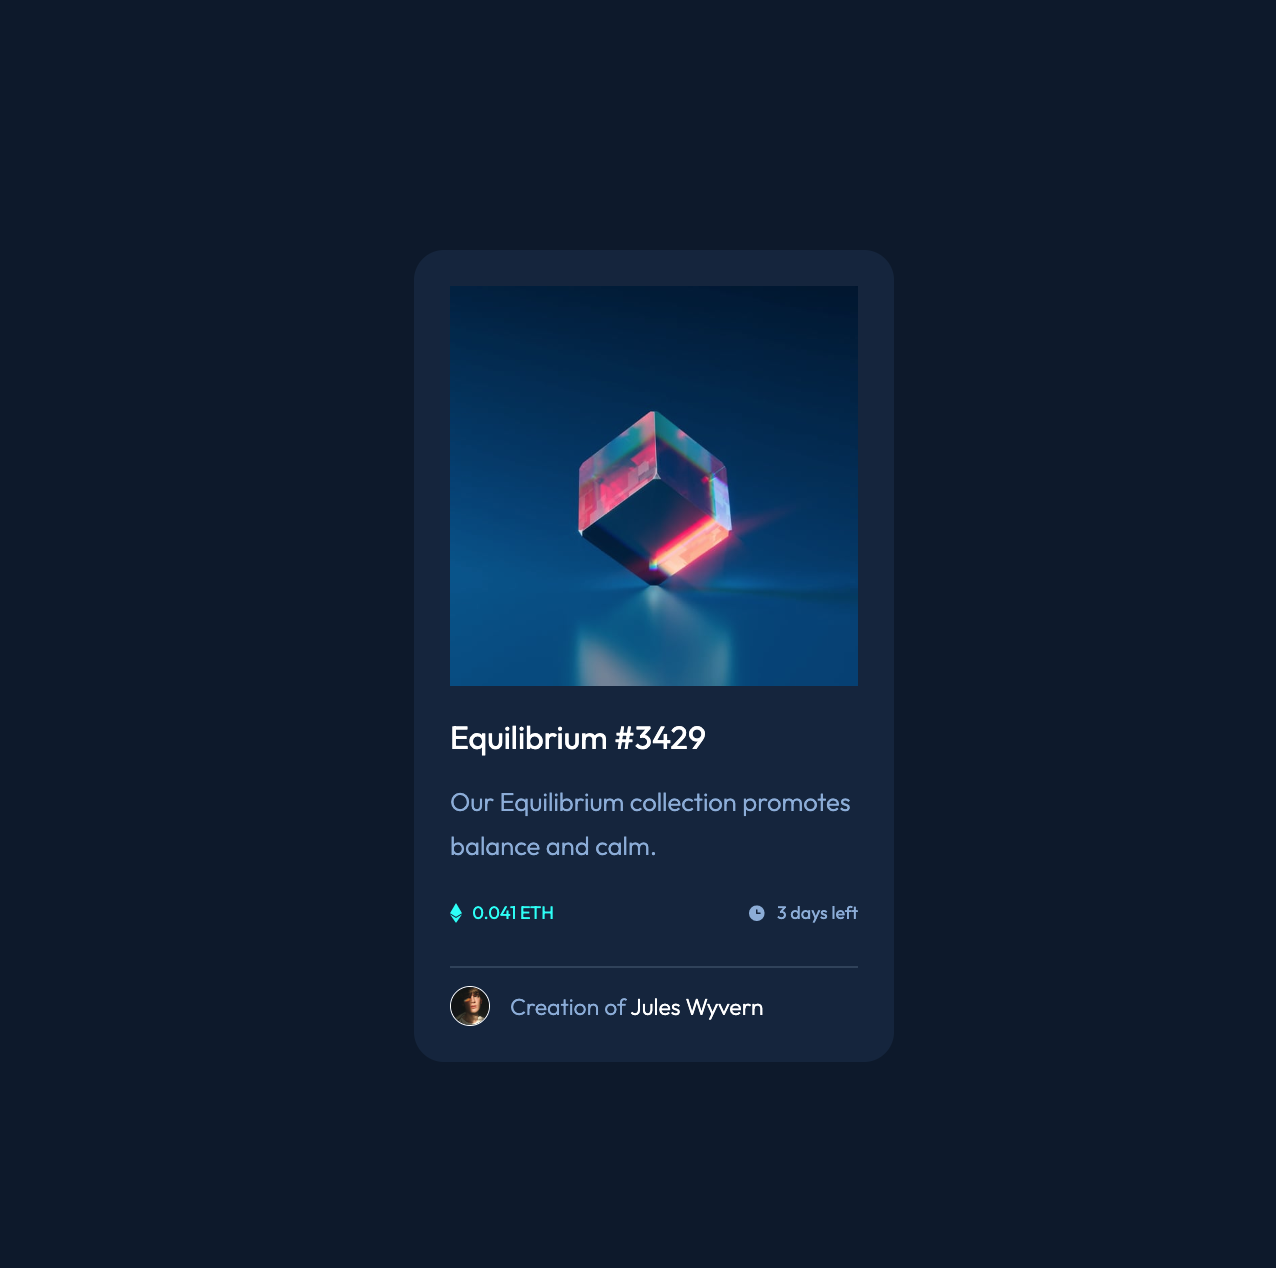 Equilibrium #3429
Our Equilibrium collection promotes
balance and calm.
0.041 ETH
3 days left
Creation of Jules Wyvern